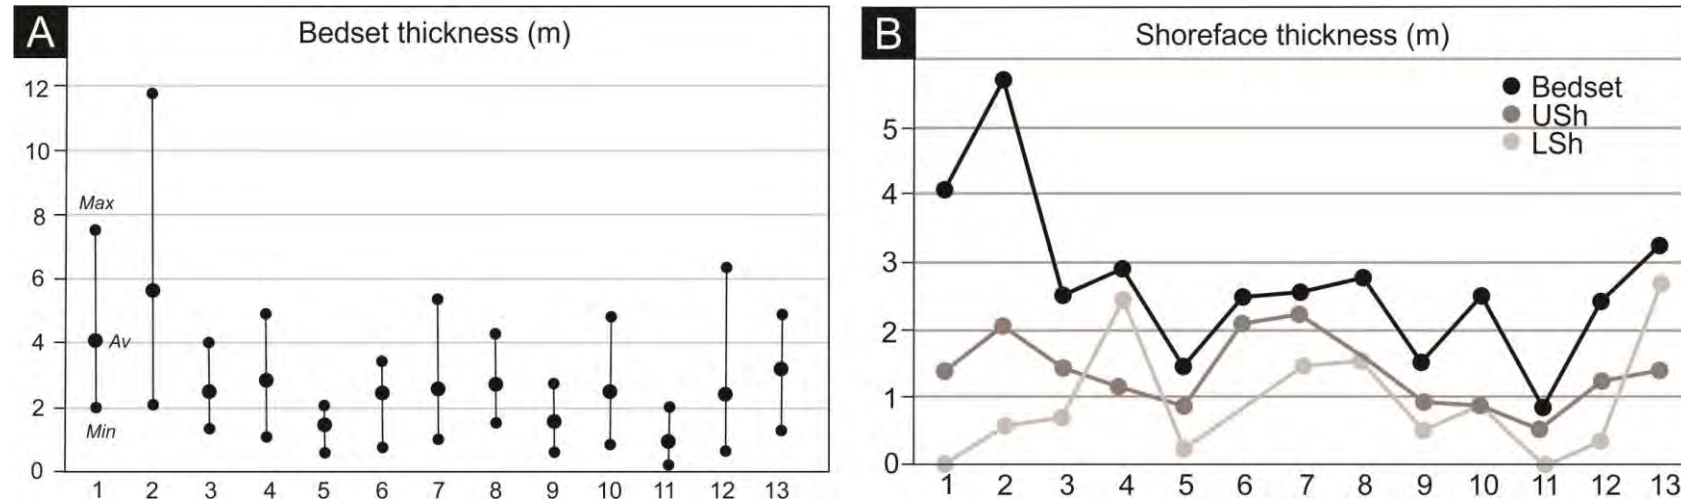 A
Bedset thickness (m)
12
10
8
6
4
2
0
Max
Av
Min
1 2 3 4 5 6 7 8 9 10 11 12 13
B
Shoreface thickness (m)
Bedset
USh
LSh
5
4
3
2
1
0
1 2 3 4 5 6 7 8 9 10 11 12 13